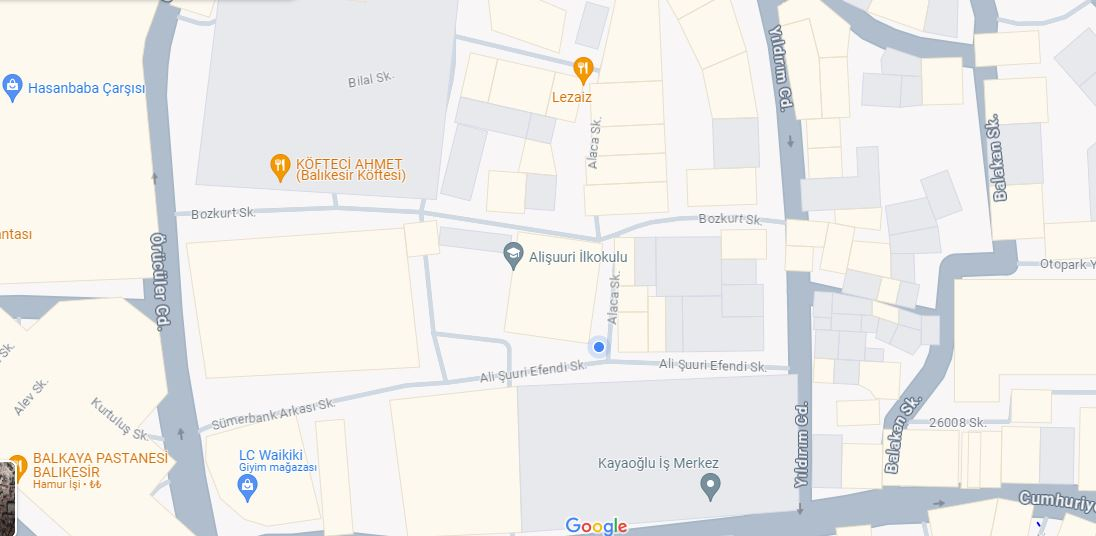 Yıldırım Cd.
Bilal Sk.
Hasanbaba Çarşısı
Lezaiz
Alaca Sk.
Balakan Sk.
KÖFTECİ AHMET
(Balıkesir Köftesi)
Bozkurt Sk.
Bozkurt Sk.
antası
Örücüler Cd.
Alişuuri İlkokulu
Otopark Y
Alaca Sk.
Sk.
Ali Şuuri Efendi Sk.
Ali Şuuri Efendi Sk.
Alev Sk.
Kurtuluş Sk.
Sümerbank Arkası Sk.
Balakan Sk.
26008 Sk.
Yıldırım Cd.
BALKAYA PASTANESİ
BALIKESİR
Hamur İşi • ₺₺
LC Waikiki
Giyim mağazası
Kayaoğlu İş Merkez
Cumhuriye
Google